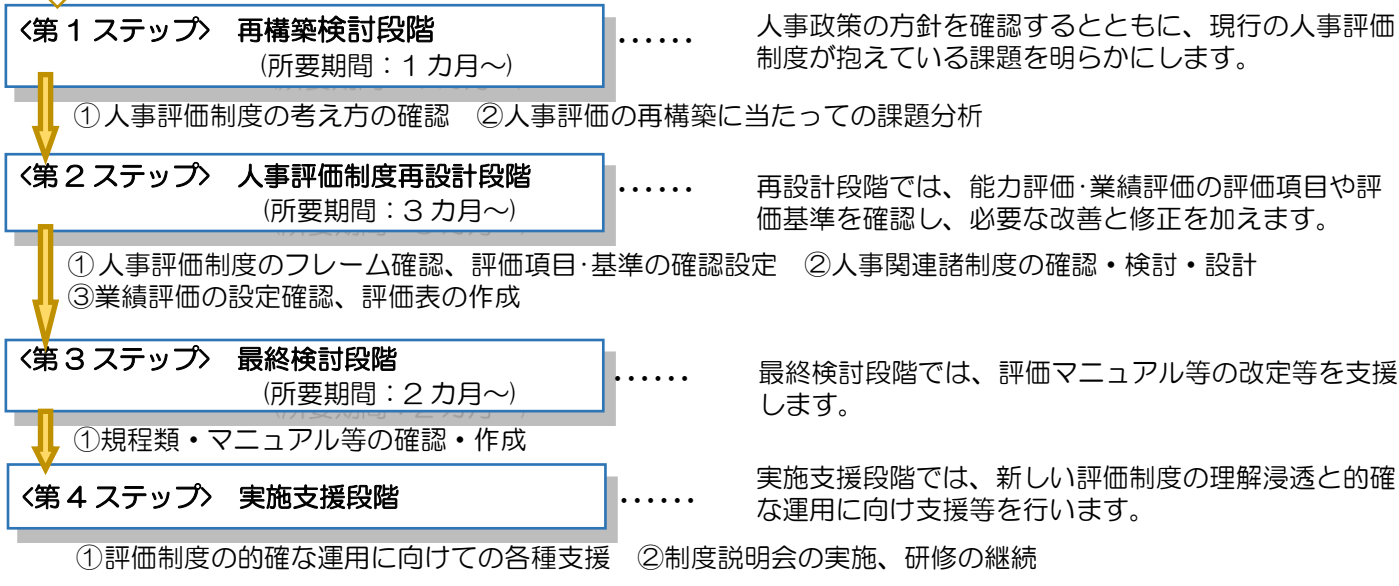 〈第１ステップ〉 再構築検討段階
(所要期間：１カ月～)
……
人事政策の方針を確認するとともに、現行の人事評価
制度が抱えている課題を明らかにします。
①人事評価制度の考え方の確認　②人事評価の再構築に当たっての課題分析
〈第２ステップ〉 人事評価制度再設計段階
(所要期間：３カ月～)
……
再設計段階では、能力評価・業績評価の評価項目や評
価基準を確認し、必要な改善と修正を加えます。
①人事評価制度のフレーム確認、評価項目・基準の確認設定　②人事関連諸制度の確認・検討・設計
③業績評価の設定確認、評価表の作成
〈第３ステップ〉 最終検討段階
(所要期間：２カ月～)
……
最終検討段階では、評価マニュアル等の改定等を支援
します。
①規程類・マニュアル等の確認・作成
〈第４ステップ〉 実施支援段階
……
実施支援段階では、新しい評価制度の理解浸透と的確
な運用に向け支援等を行います。
①評価制度の的確な運用に向けての各種支援　②制度説明会の実施、研修の継続